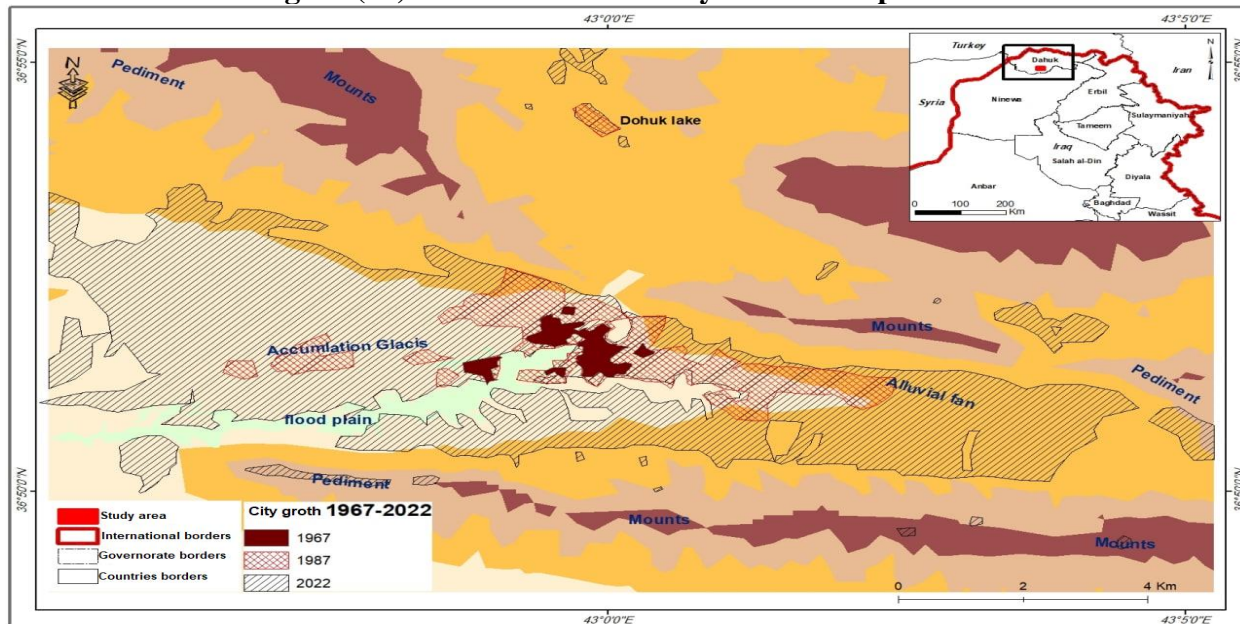 43°0'0"E
43°5'0"E
36°55'0"N
36°55'0"N
N
Pediment
Mounts
Dohuk lake
Turkey
N
Dahuk
Iran
Syria
Ninewa
Erbil
Sulaymaniyah
Tameem
Iraq
Salah al-Din
Diyala
Anbar
Baghdad
Wassit
0 100 200
Km
Mounts
Accumlation Glacis
Pediment
Alluvial fan
flood plain
Pediment
36°50'0"N
36°50'0"N
Mounts
Mounts
Study area
International borders
Governorate borders
Countries borders
City groth 1967-2022
1967
1987
2022
0 2 4 Km
43°0'0"E
43°5'0"E